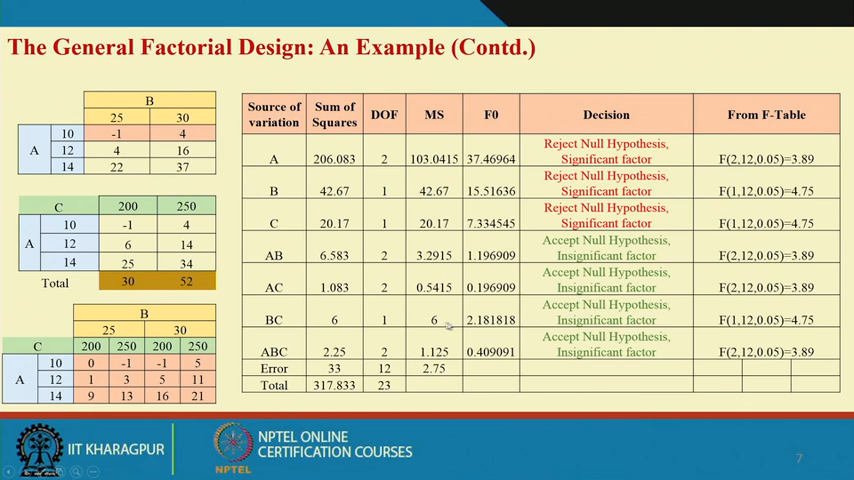 The General Factorial Design: An Example (Contd.)
B
25 30
A 10 -1 4
12 4 16
14 22 37
C 200 250
A 10 -1 4
12 6 14
14 25 34
Total 30 52
B
25 30
C 200 250 200 250
A 10 0 -1 -1 5
12 1 3 5 11
14 9 13 16 21
Source of variation Sum of Squares DOF MS F0 Decision From F-Table
A 206.083 2 103.0415 37.46964 Reject Null Hypothesis, Significant factor F(2,12,0.05)=3.89
B 42.67 1 42.67 15.51636 Reject Null Hypothesis, Significant factor F(1,12,0.05)=4.75
C 20.17 1 20.17 7.334545 Reject Null Hypothesis, Significant factor F(1,12,0.05)=4.75
AB 6.583 2 3.2915 1.196909 Accept Null Hypothesis, Insignificant factor F(2,12,0.05)=3.89
AC 1.083 2 0.5415 0.196909 Accept Null Hypothesis, Insignificant factor F(2,12,0.05)=3.89
BC 6 1 6 2.181818 Accept Null Hypothesis, Insignificant factor F(1,12,0.05)=4.75
ABC 2.25 2 1.125 0.409091 Accept Null Hypothesis, Insignificant factor F(2,12,0.05)=3.89
Error 33 12 2.75
Total 317.833 23
IIT KHARAGPUR
NPTEL
NPTEL ONLINE
CERTIFICATION COURSES
7